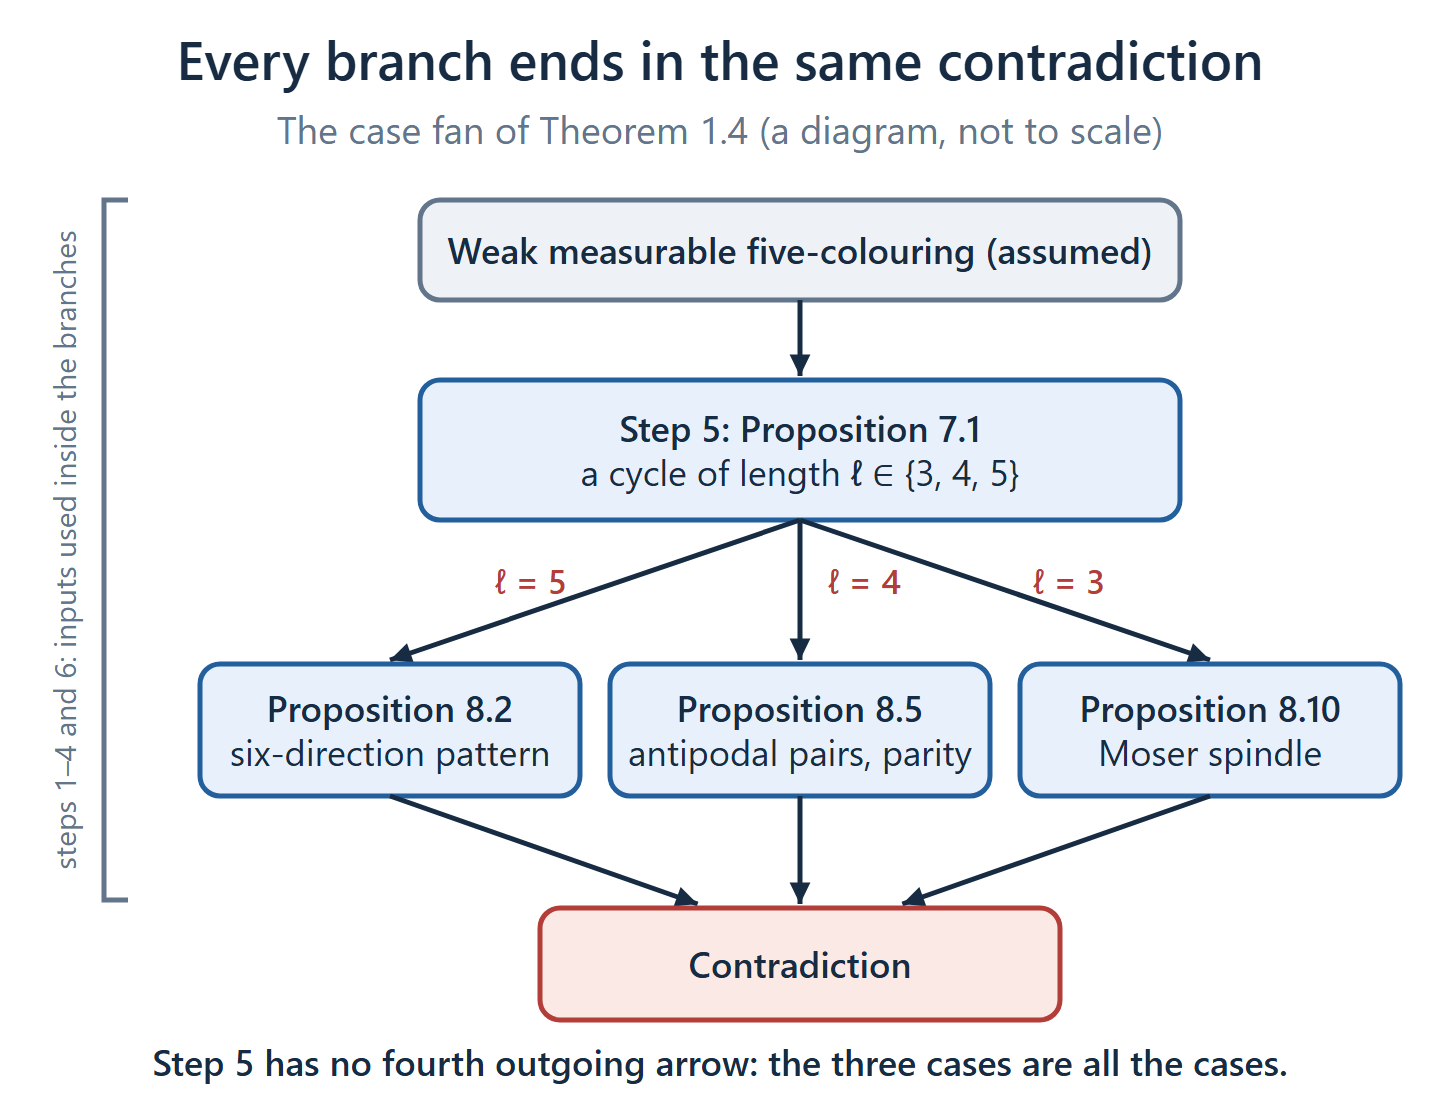 Every branch ends in the same contradiction
The case fan of Theorem 1.4 (a diagram, not to scale)
steps 1–4 and 6: inputs used inside the branches
Weak measurable five-colouring (assumed)
Step 5: Proposition 7.1
a cycle of length ℓ ∈ {3, 4, 5}
ℓ = 5
ℓ = 4
ℓ = 3
Proposition 8.2
six-direction pattern
Proposition 8.5
antipodal pairs, parity
Proposition 8.10
Moser spindle
Contradiction
Step 5 has no fourth outgoing arrow: the three cases are all the cases.